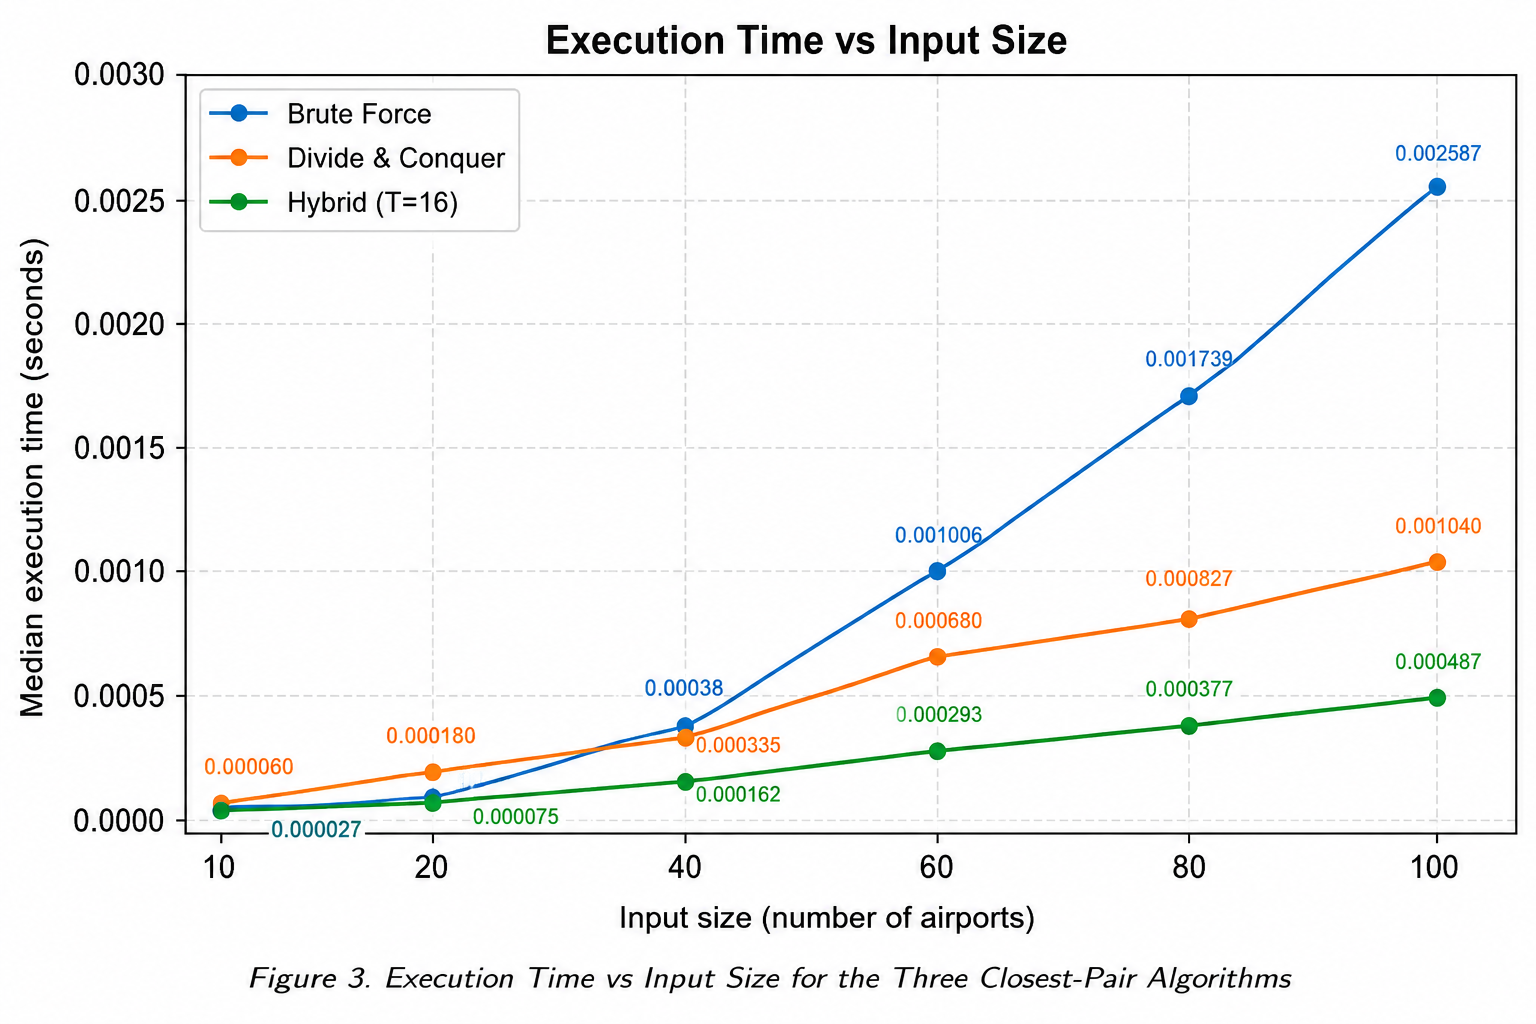 Execution Time vs Input Size
0.0030
0.0025
0.0020
0.0015
0.0010
0.0005
0.0000
Median execution time (seconds)
Brute Force
Divide & Conquer
Hybrid (T=16)
0.002587
0.001739
0.001006
0.00038
0.001040
0.000827
0.000680
0.000335
0.000180
0.000060
0.000487
0.000377
0.000293
0.000162
0.000075
0.000027
10 20 40 60 80 100
Input size (number of airports)
Figure 3. Execution Time vs Input Size for the Three Closest-Pair Algorithms